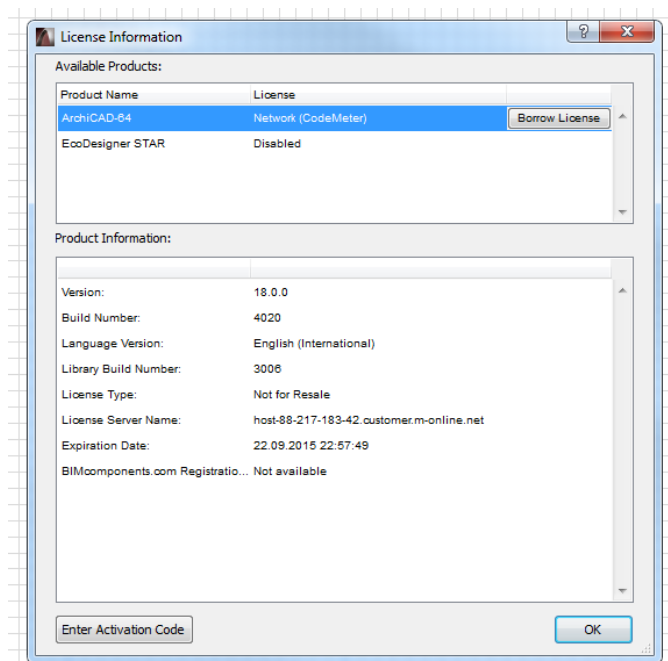 License Information
Available Products:
Product Name License
ArchiCAD-64 Network (CodeMeter) Borrow License
EcoDesigner STAR Disabled
Product Information:
Version: 18.0.0
Build Number: 4020
Language Version: English (International)
Library Build Number: 3006
License Type: Not for Resale
License Server Name: host-88-217-183-42.customer.m-online.net
Expiration Date: 22.09.2015 22:57:49
BIMcomponents.com Registratio... Not available
Enter Activation Code OK